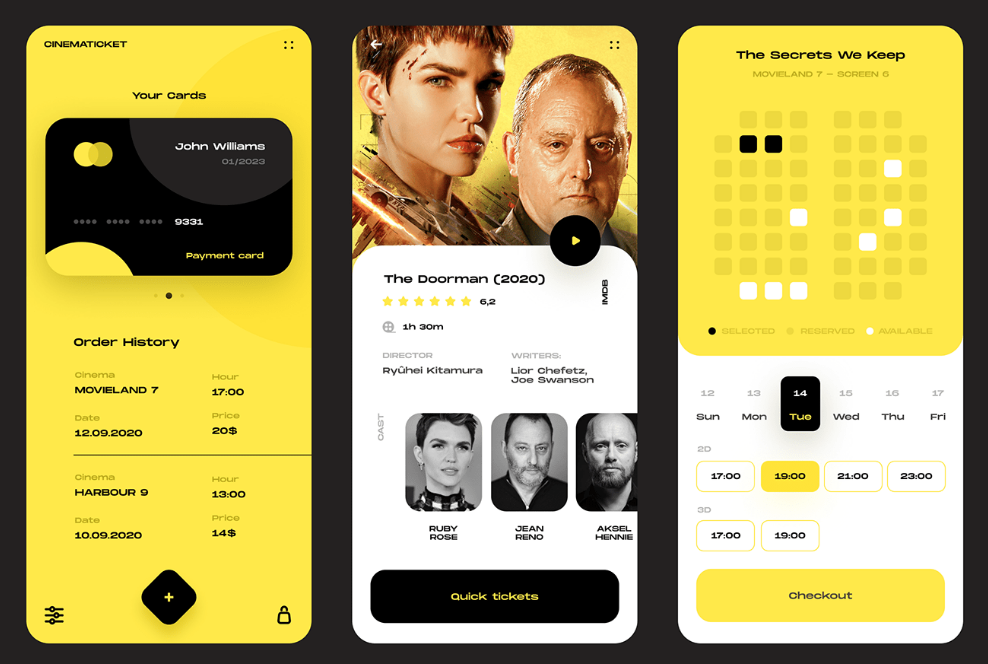 CINEMATICKET
Your Cards
John Williams
01/2023
9331
Payment card
Order History
Cinema
MOVIELAND 7
Hour
17:00
Date
12.09.2020
Price
20$
Cinema
HARBOUR 9
Hour
13:00
Date
10.09.2020
Price
14$
The Doorman (2020)
6,2
IMDB
1h 30m
DIRECTOR
Ryûhei Kitamura
WRITERS:
Lior Chefetz,
Joe Swanson
CAST
RUBY
ROSE
JEAN
RENO
AKSEL
HENNIE
Quick tickets
The Secrets We Keep
MOVIELAND 7 – SCREEN 6
SELECTED RESERVED AVAILABLE
12 13 14 15 16 17
Sun Mon Tue Wed Thu Fri
2D
17:00 19:00 21:00 23:00
3D
17:00 19:00
Checkout